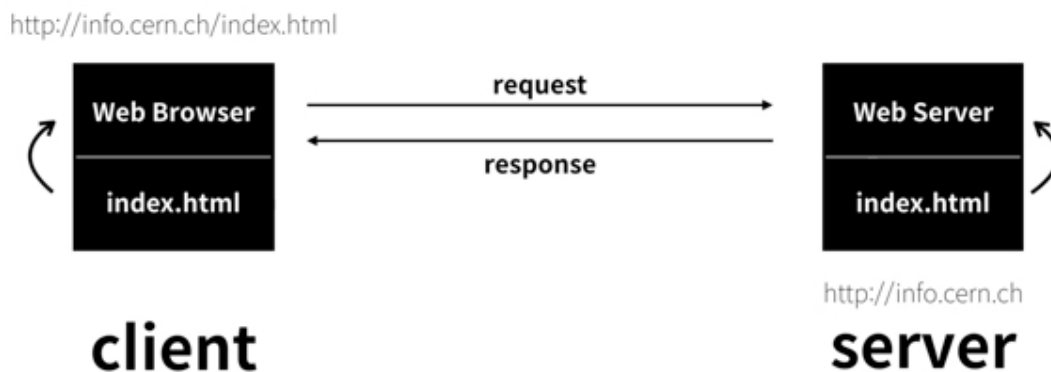 http://info.cern.ch/index.html
Web Browser
index.html
request
response
Web Server
index.html
http://info.cern.ch
client
server